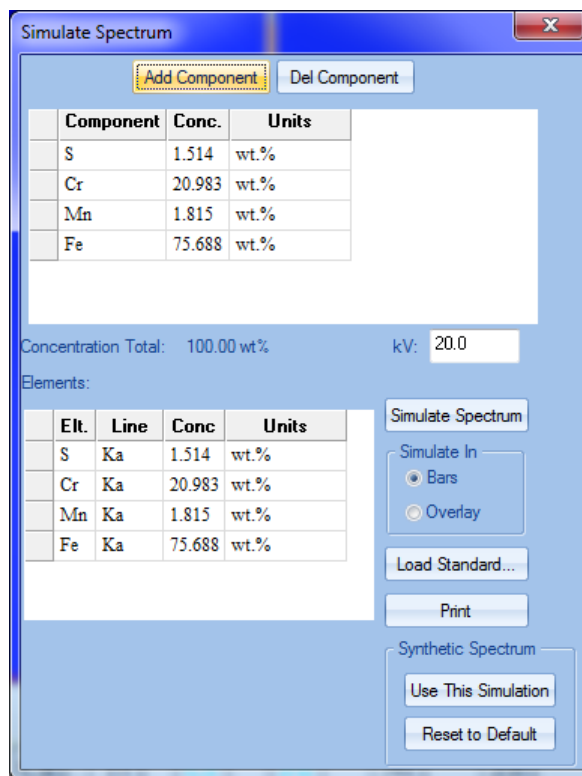 Simulate Spectrum
X
Add Component Del Component
Component Conc. Units
S 1.514 wt.%
Cr 20.983 wt.%
Mn 1.815 wt.%
Fe 75.688 wt.%
Concentration Total: 100.00 wt% kV: 20.0
Elements:
Elt. Line Conc Units
S Ka 1.514 wt.%
Cr Ka 20.983 wt.%
Mn Ka 1.815 wt.%
Fe Ka 75.688 wt.%
Simulate Spectrum
Simulate In
Bars
Overlay
Load Standard...
Print
Synthetic Spectrum
Use This Simulation
Reset to Default